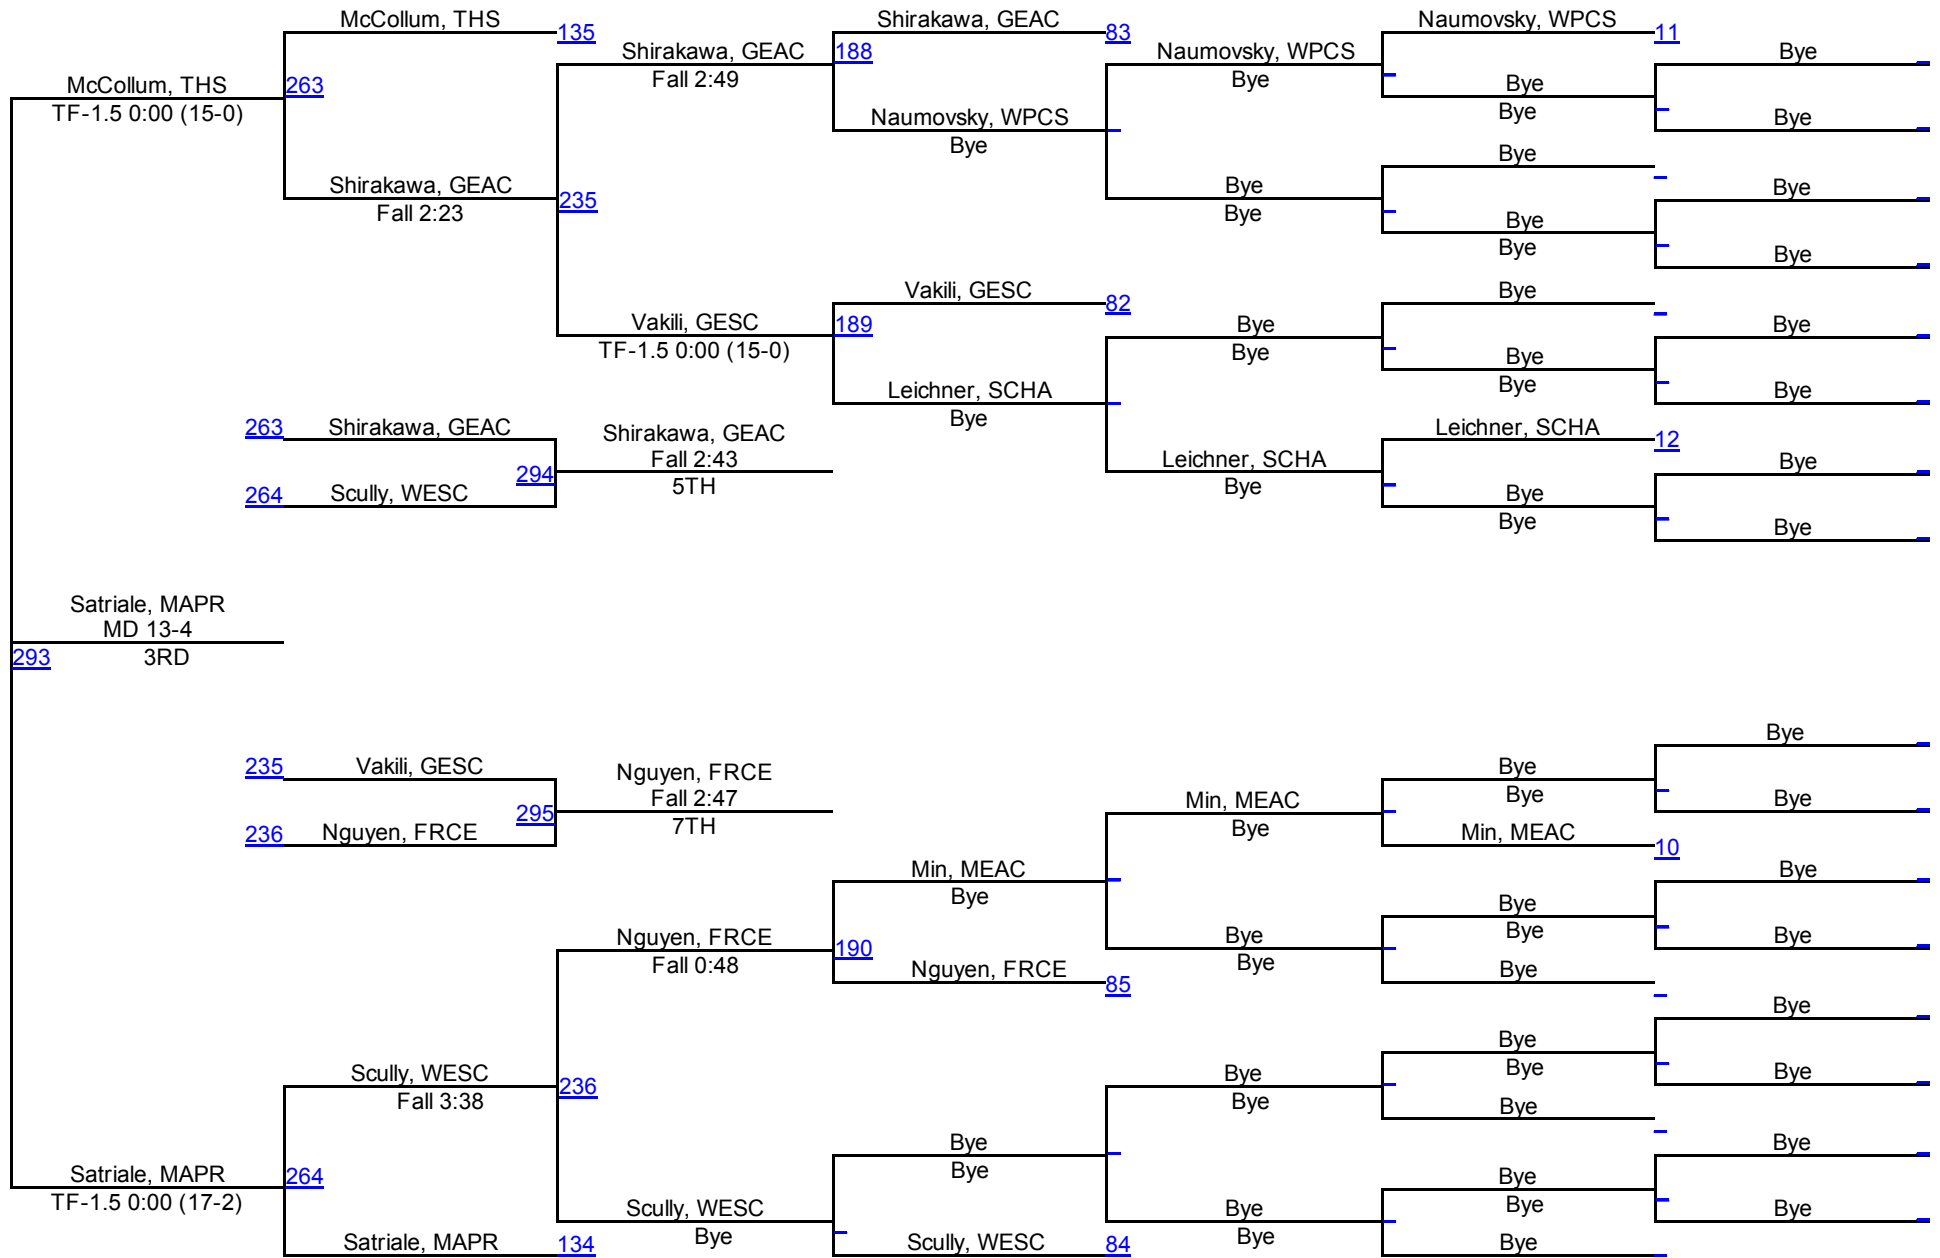 McCollum, THS
Shirakawa, GEAC
Naumovsky, WPCS
135
83
11
Shirakawa, GEAC
Fall 2:49
188
Naumovsky, WPCS
Bye
Bye
McCollum, THS
TF-1.5 0:00 (15-0)
263
Bye
Bye
Naumovsky, WPCS
Bye
Bye
Bye
Shirakawa, GEAC
Fall 2:23
235
Bye
Bye
Bye
Bye
Bye
Bye
Vakili, GESC
82
Bye
Vakili, GESC
TF-1.5 0:00 (15-0)
189
Bye
Bye
Bye
Bye
Bye
Leichner, SCHA
Bye
Bye
263
Shirakawa, GEAC
Shirakawa, GEAC
Fall 2:43
5TH
294
Leichner, SCHA
12
Leichner, SCHA
Bye
Bye
264
Scully, WESC
Bye
Bye
Bye
Satriale, MAPR
MD 13-4
3RD
293
Bye
235
Vakili, GESC
Nguyen, FRCE
Fall 2:47
7TH
295
Bye
Bye
Min, MEAC
Bye
Bye
236
Nguyen, FRCE
Min, MEAC
10
Min, MEAC
Bye
Bye
Bye
Bye
Nguyen, FRCE
Fall 0:48
190
Bye
Bye
Bye
Nguyen, FRCE
85
Bye
Bye
Bye
Bye
Scully, WESC
Fall 3:38
236
Bye
Bye
Bye
Bye
Bye
Bye
Bye
Satriale, MAPR
TF-1.5 0:00 (17-2)
264
Bye
Bye
Scully, WESC
Bye
Bye
Bye
Bye
Satriale, MAPR
134
Scully, WESC
84
Bye